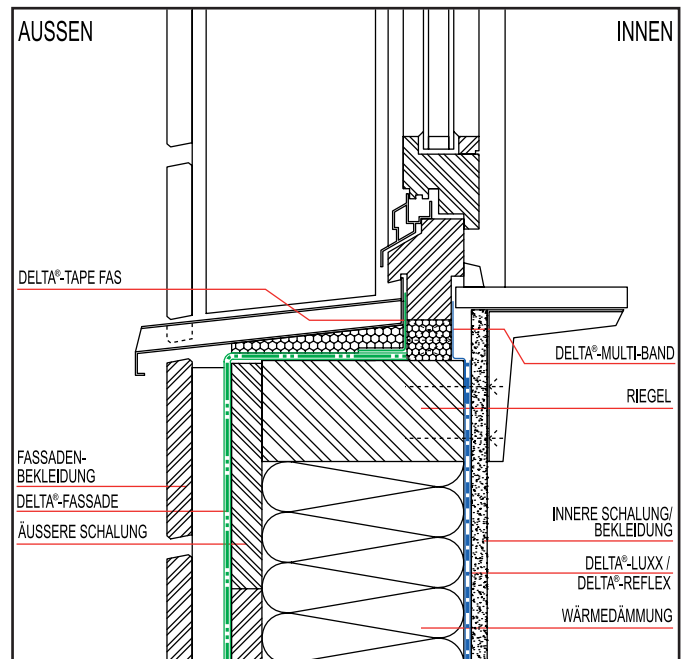 AUSSEN
INNEN
DELTA®-TAPE FAS
DELTA®-MULTI-BAND
RIEGEL
FASSADEN-
BEKLEIDUNG
DELTA®-FASSADE
ÄUSSERE SCHALUNG
INNERE SCHALUNG/
BEKLEIDUNG
DELTA®-LUXX /
DELTA®-REFLEX
WÄRMEDÄMMUNG